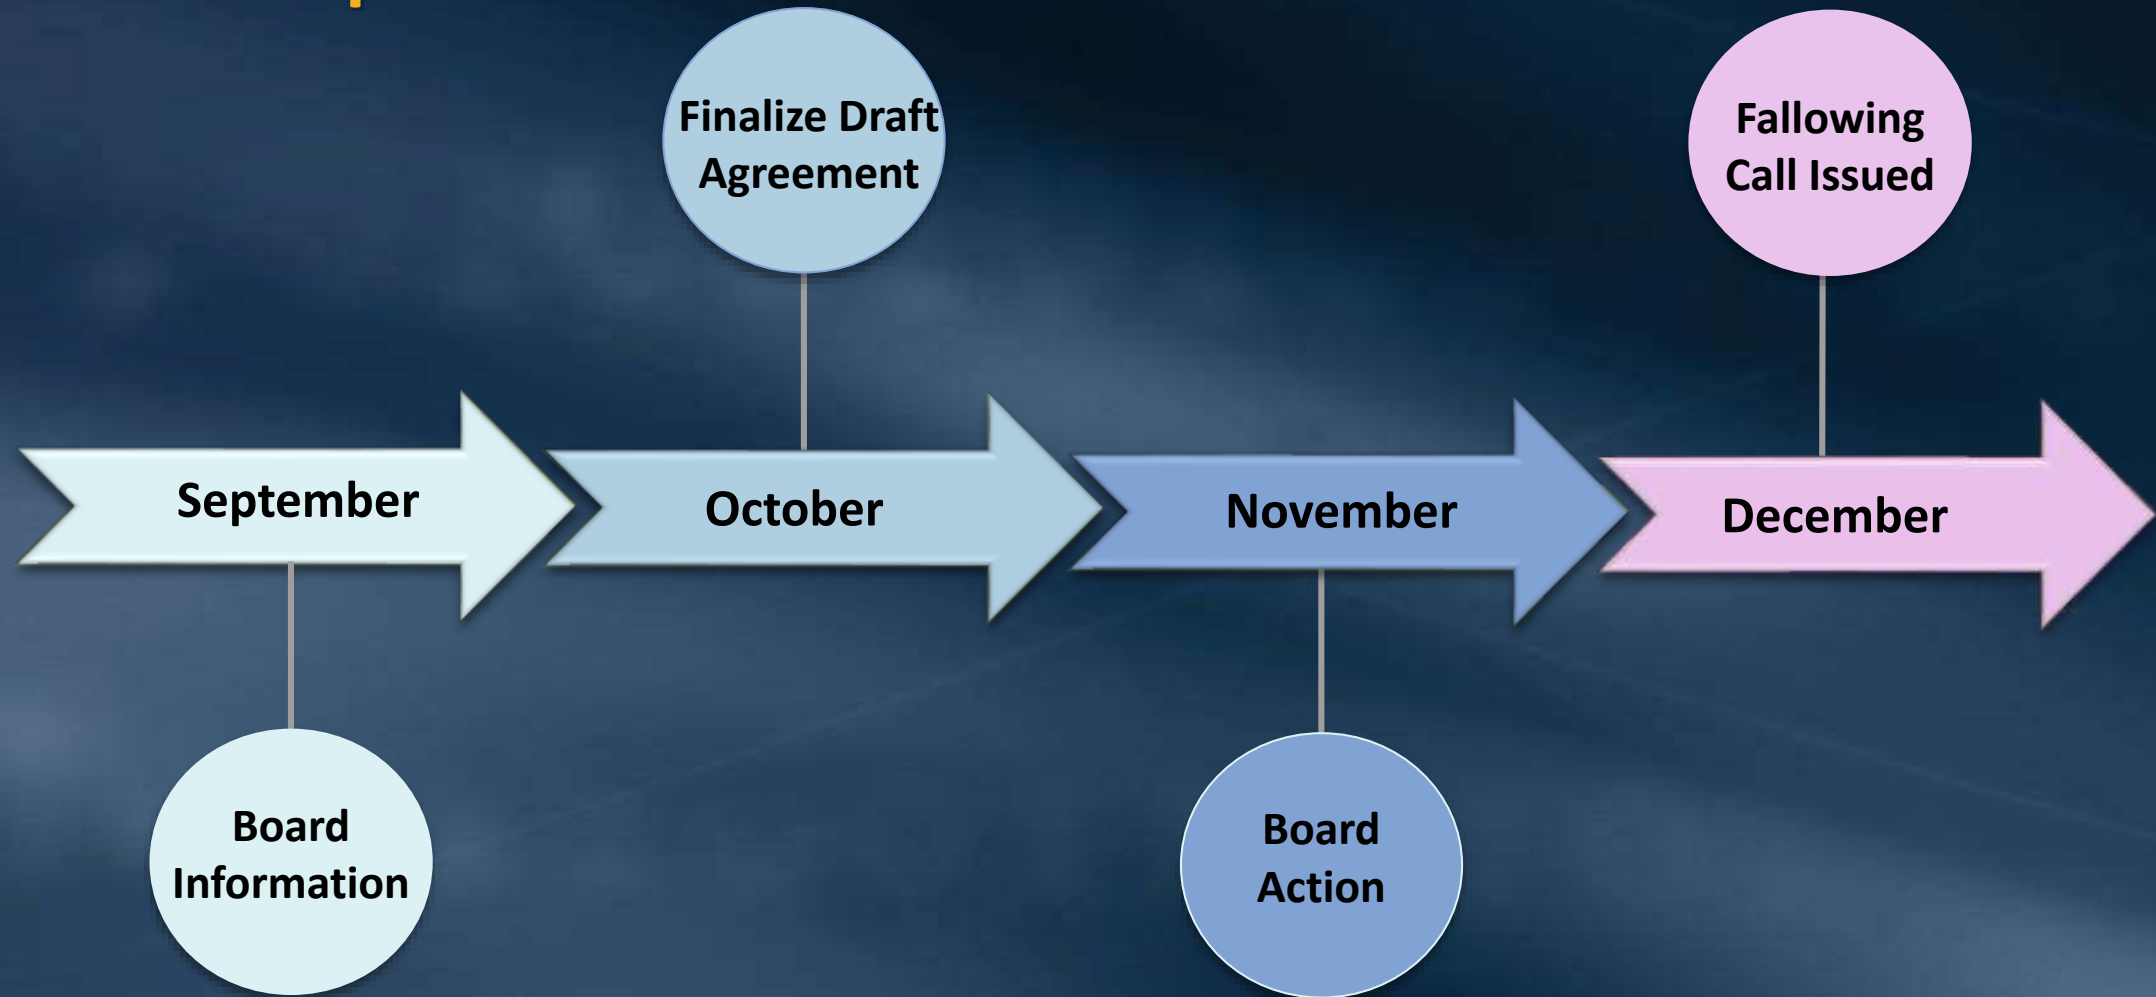 Finalize Draft
Agreement
Fallowing
Call Issued
September
October
November
December
Board
Information
Board
Action